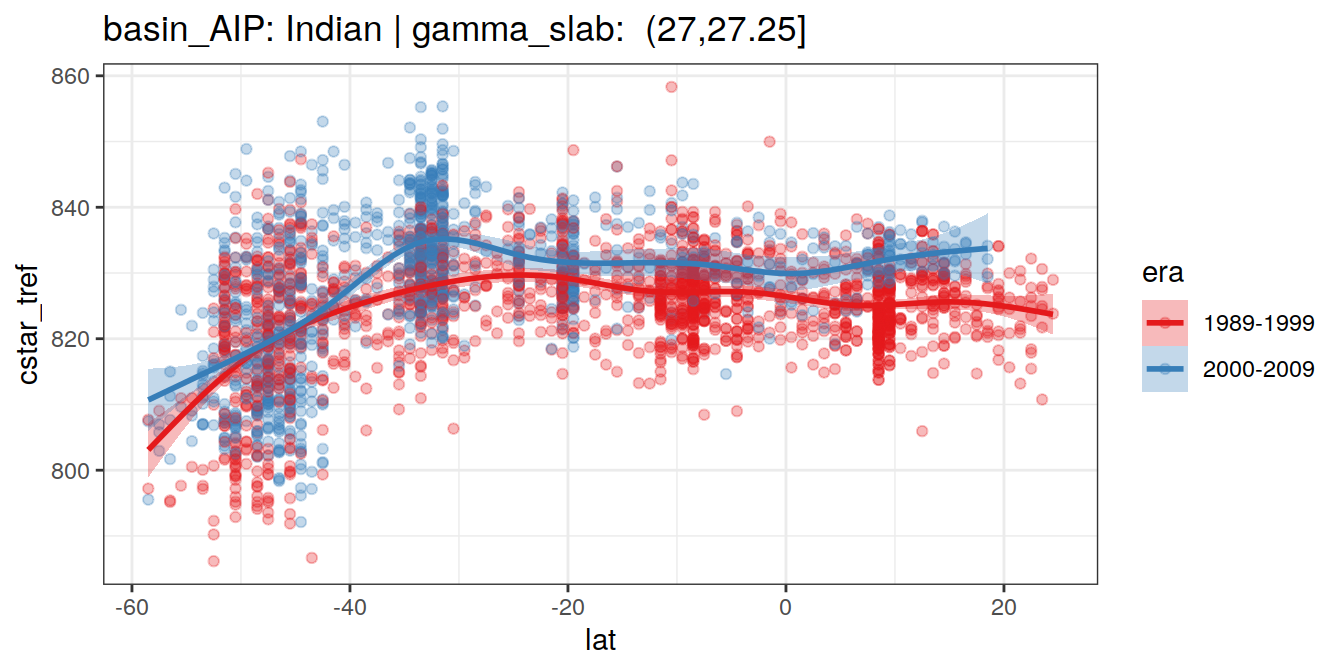 basin_AIP: Indian | gamma_slab:  (27,27.25]
860
840
820
800
cstar_tref
-60
-40
-20
0
20
lat
era
1989-1999
2000-2009